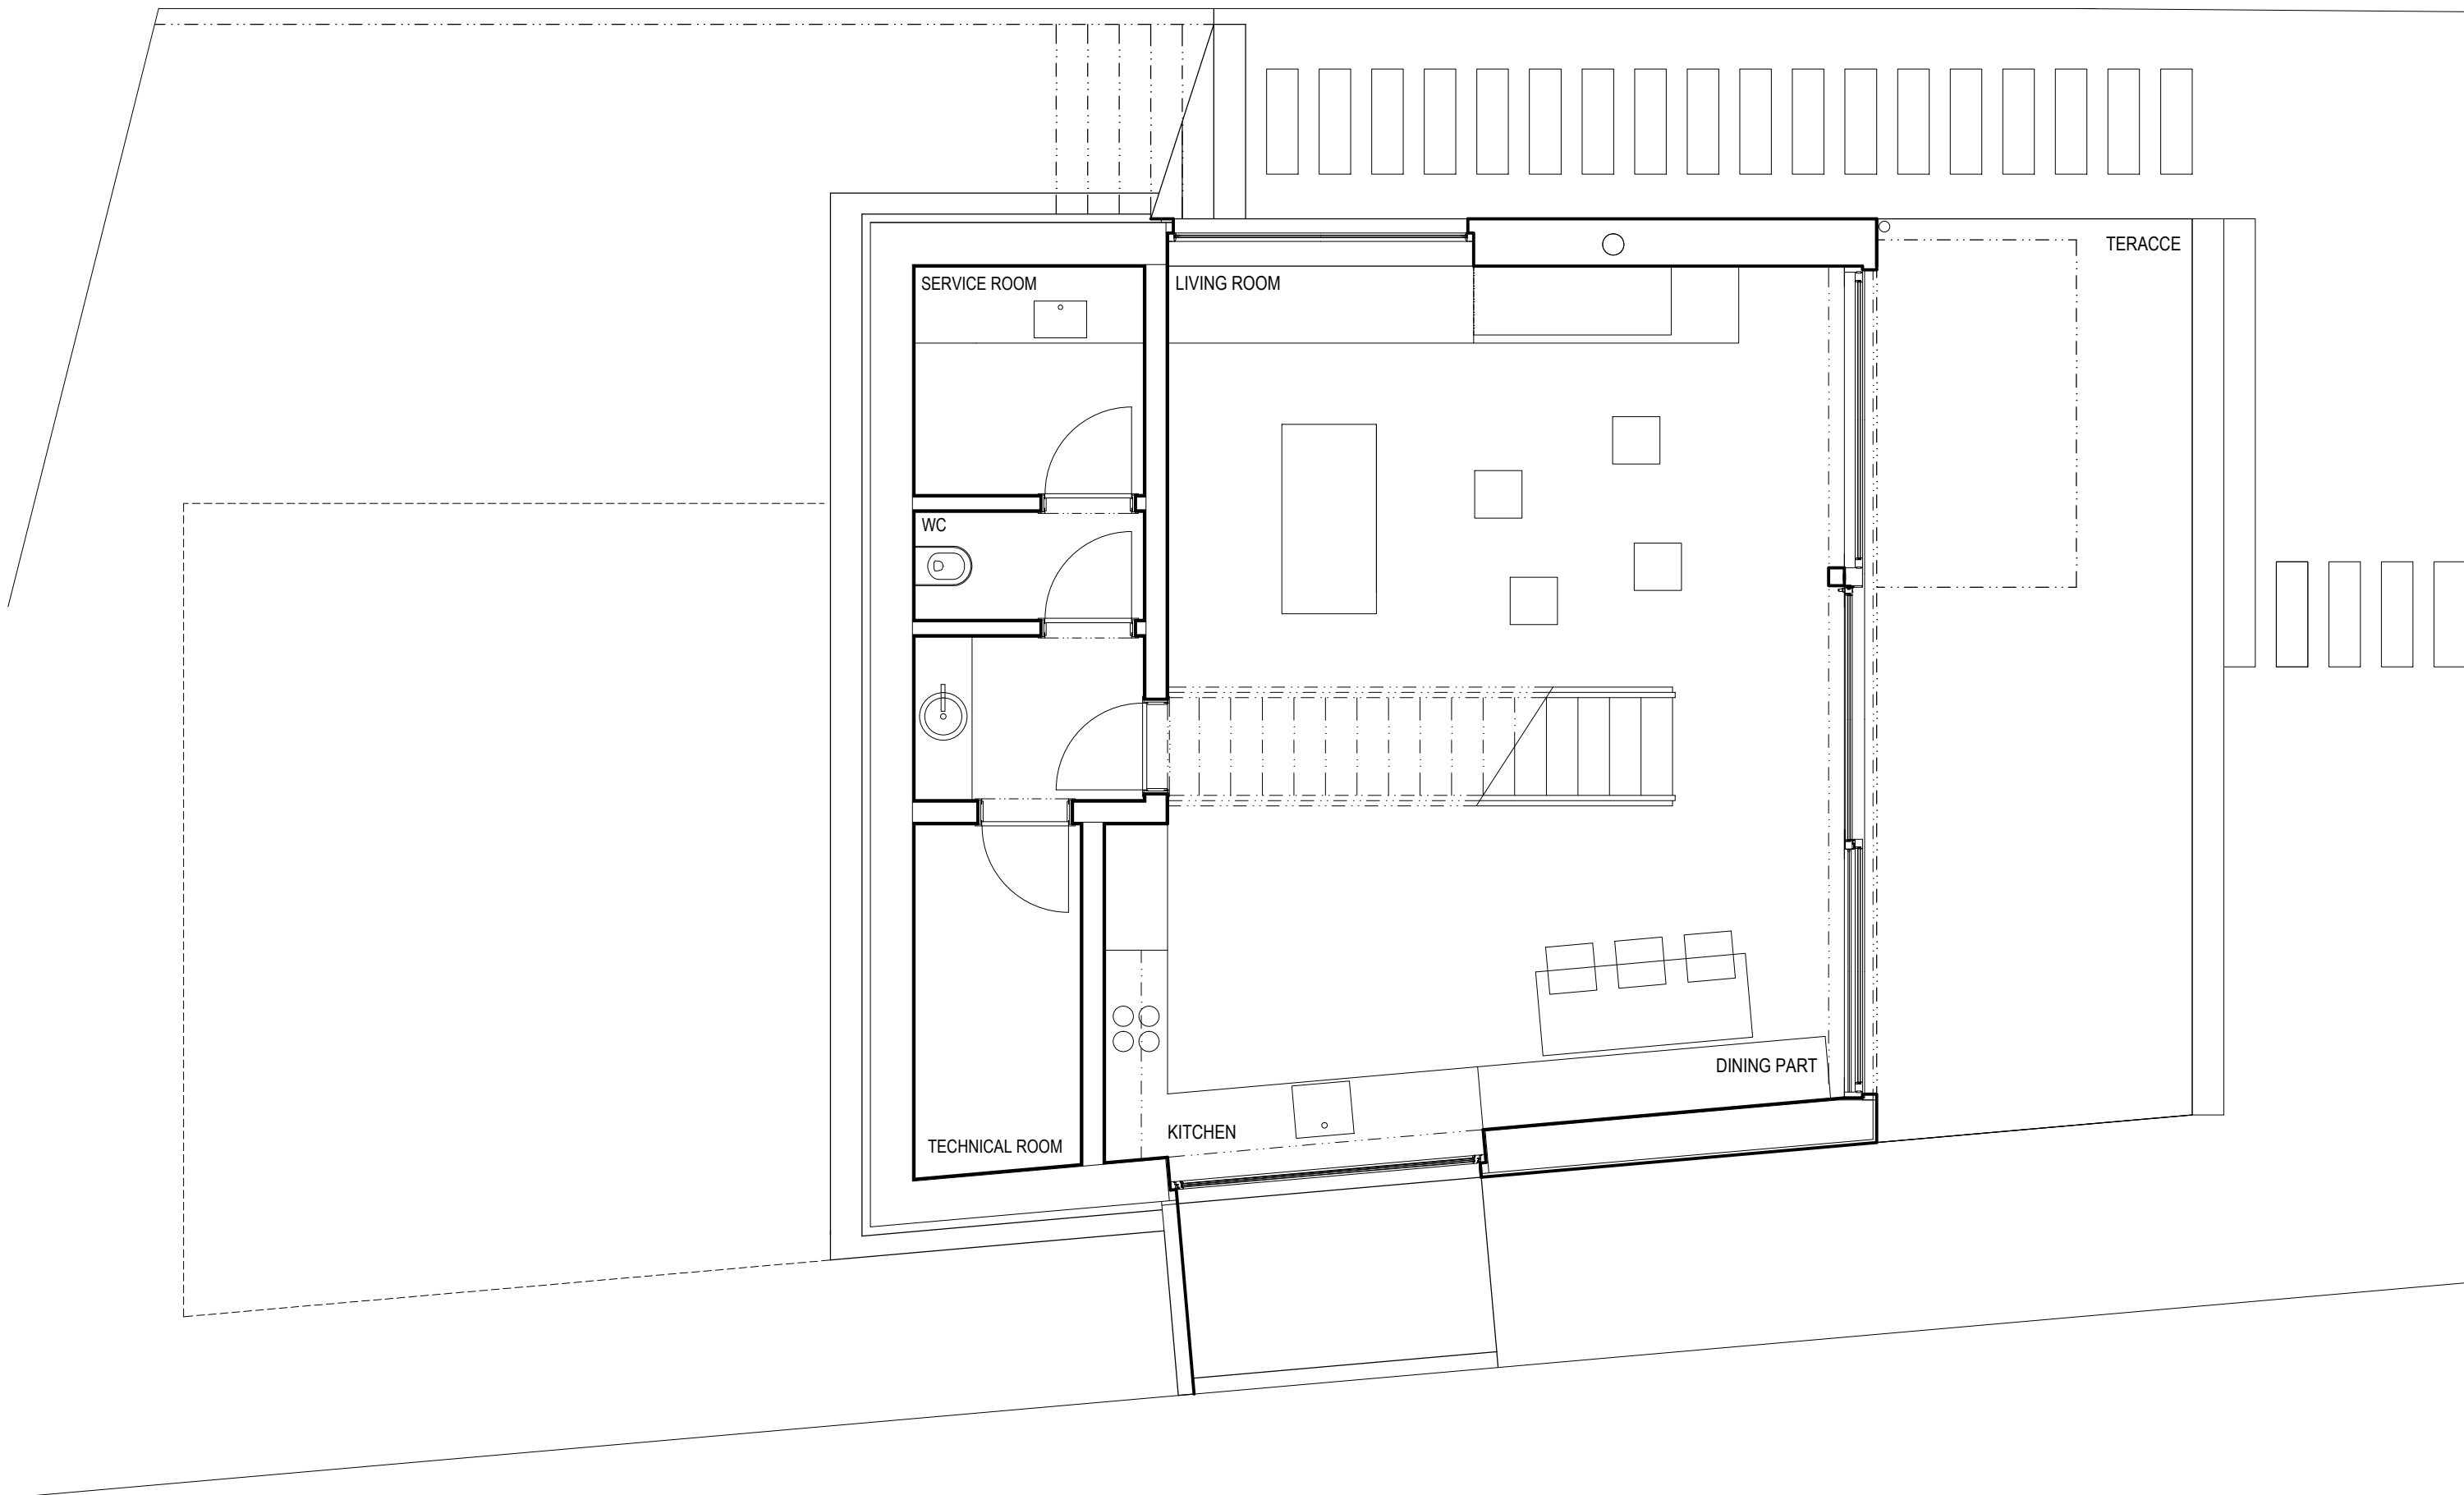 TERACCE
SERVICE ROOM
LIVING ROOM
WC
DINING PART
KITCHEN
TECHNICAL ROOM